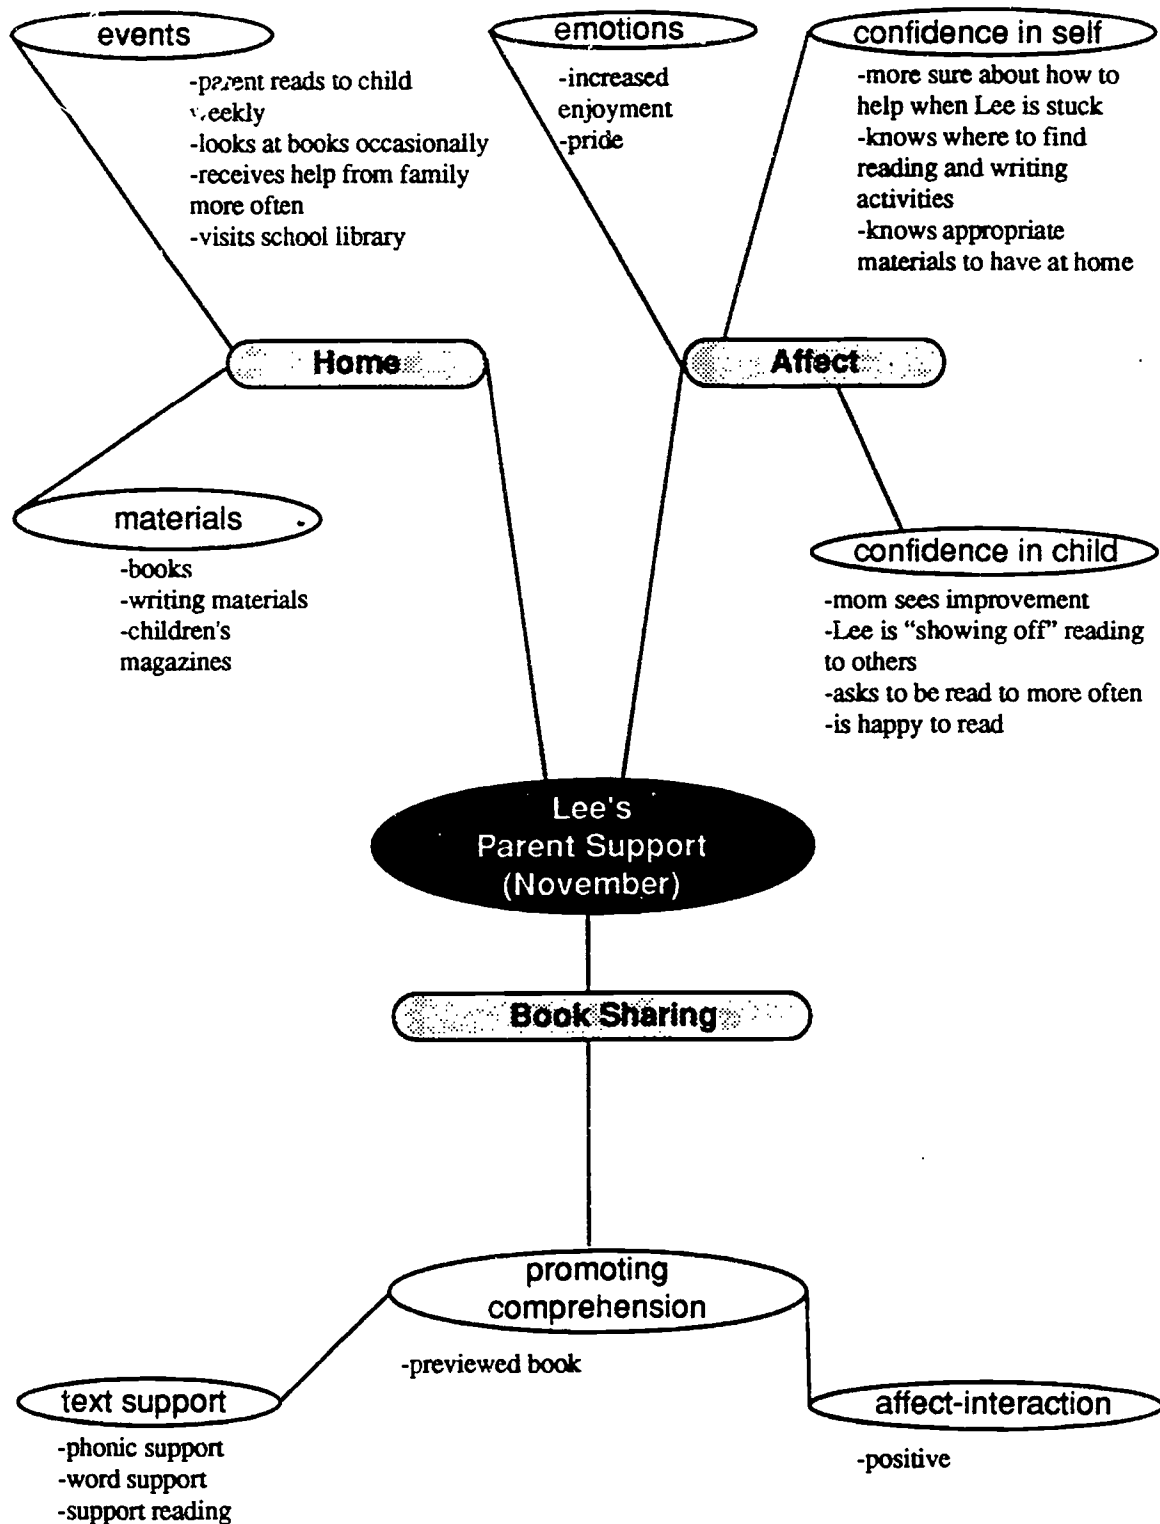 events
-parent reads to child
weekly
-looks at books occasionally
-receives help from family
more often
-visits school library
emotions
-increased
enjoyment
-pride
confidence in self
-more sure about how to
help when Lee is stuck
-knows where to find
reading and writing
activities
-knows appropriate
materials to have at home
Home
Affect
materials
-books
-writing materials
-children's
magazines
confidence in child
-mom sees improvement
-Lee is “showing off” reading
to others
-asks to be read to more often
-is happy to read
Lee's
Parent Support
(November)
Book Sharing
promoting
comprehension
-previewed book
text support
-phonic support
-word support
-support reading
affect-interaction
-positive